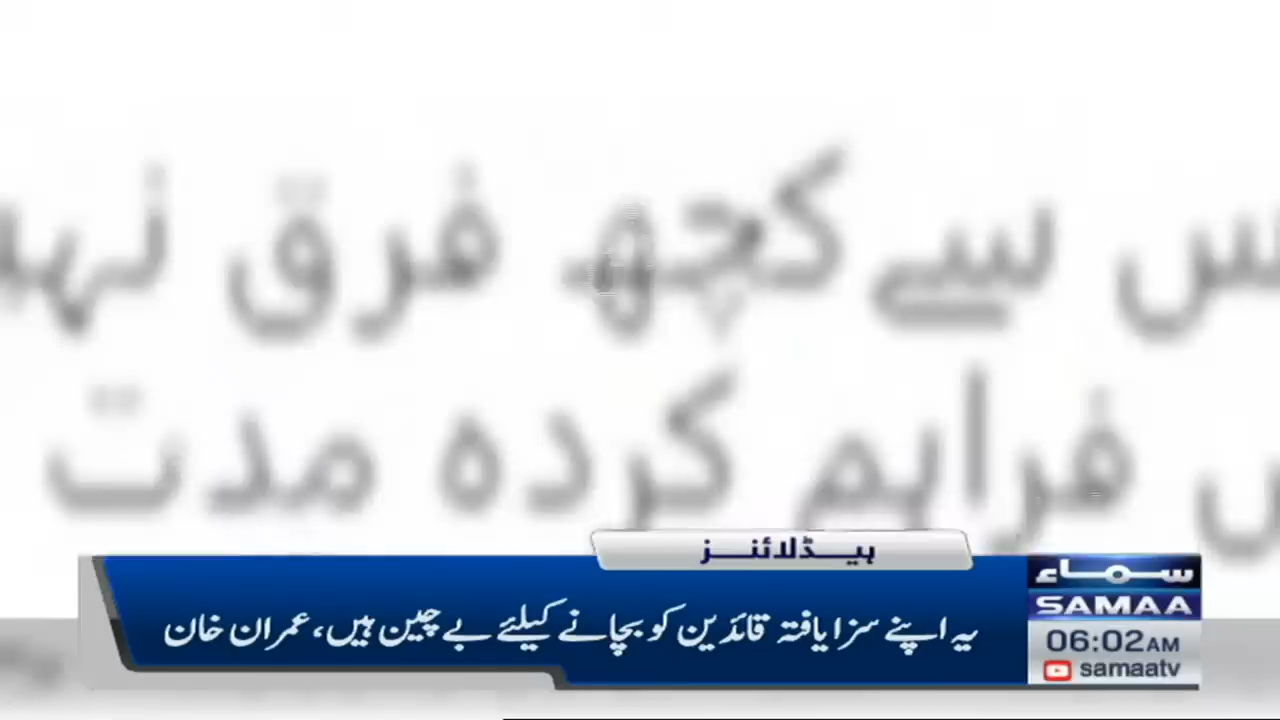 س سے کچھ فرق نہیں
فراہم کردہ مدت
ہیڈلائنز
یہ اپنے سزا یافتہ قائدین کو بچانے کیلئے بے چین ہیں، عمران خان
سماء
SAMAA
06:02AM
samaatv